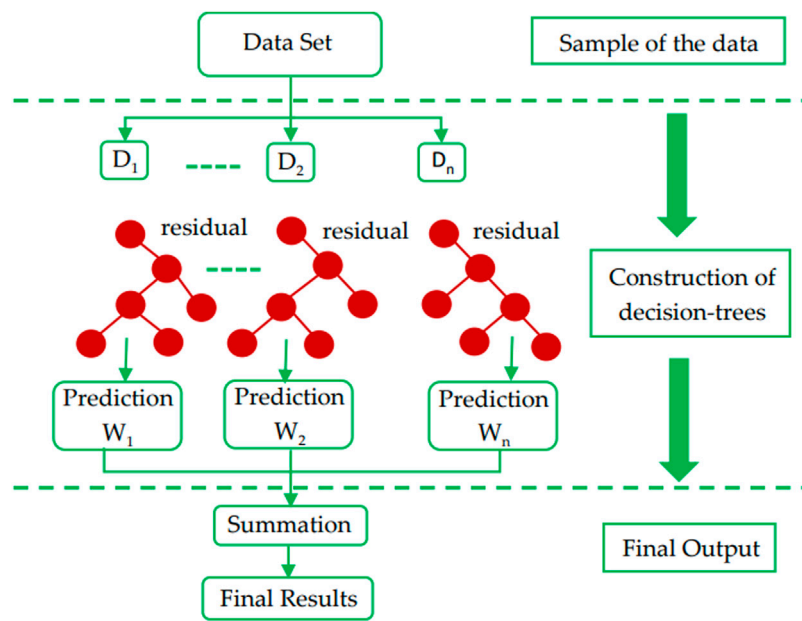 Data Set
Sample of the data
D₁
D₂
Dₙ
residual
residual
residual
Construction of
decision-trees
Prediction
W₁
Prediction
W₂
Prediction
Wₙ
Summation
Final Output
Final Results